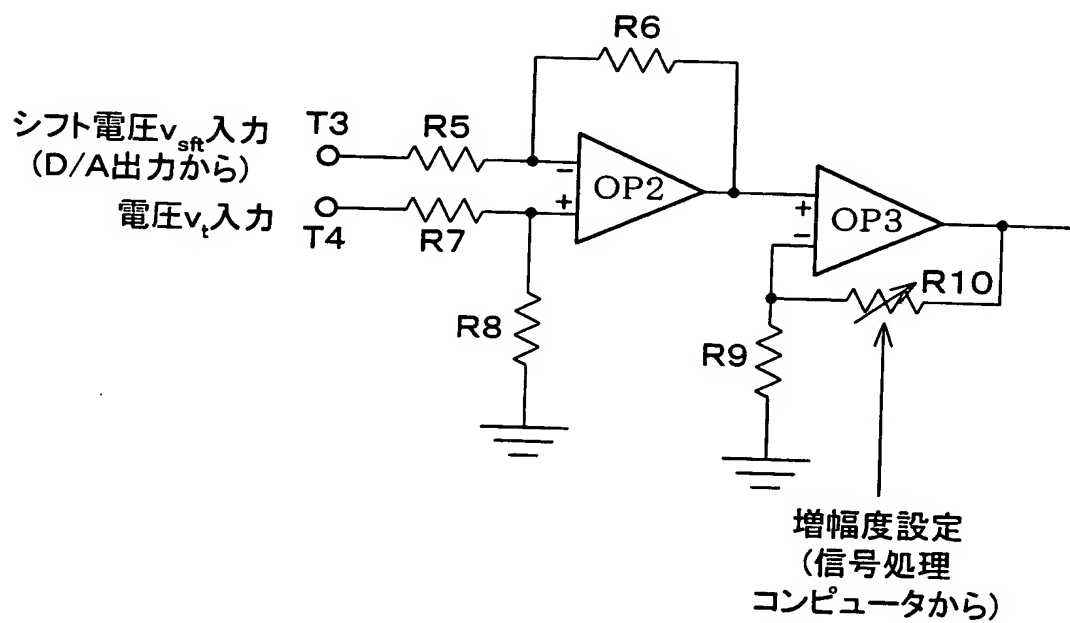 R6
シフト電圧v_sft入力
(D/A出力から)
T3
R5
OP2
電圧v_t入力
T4
R7
OP3
R10
R8
R9
増幅度設定
(信号処理
コンピュータから)